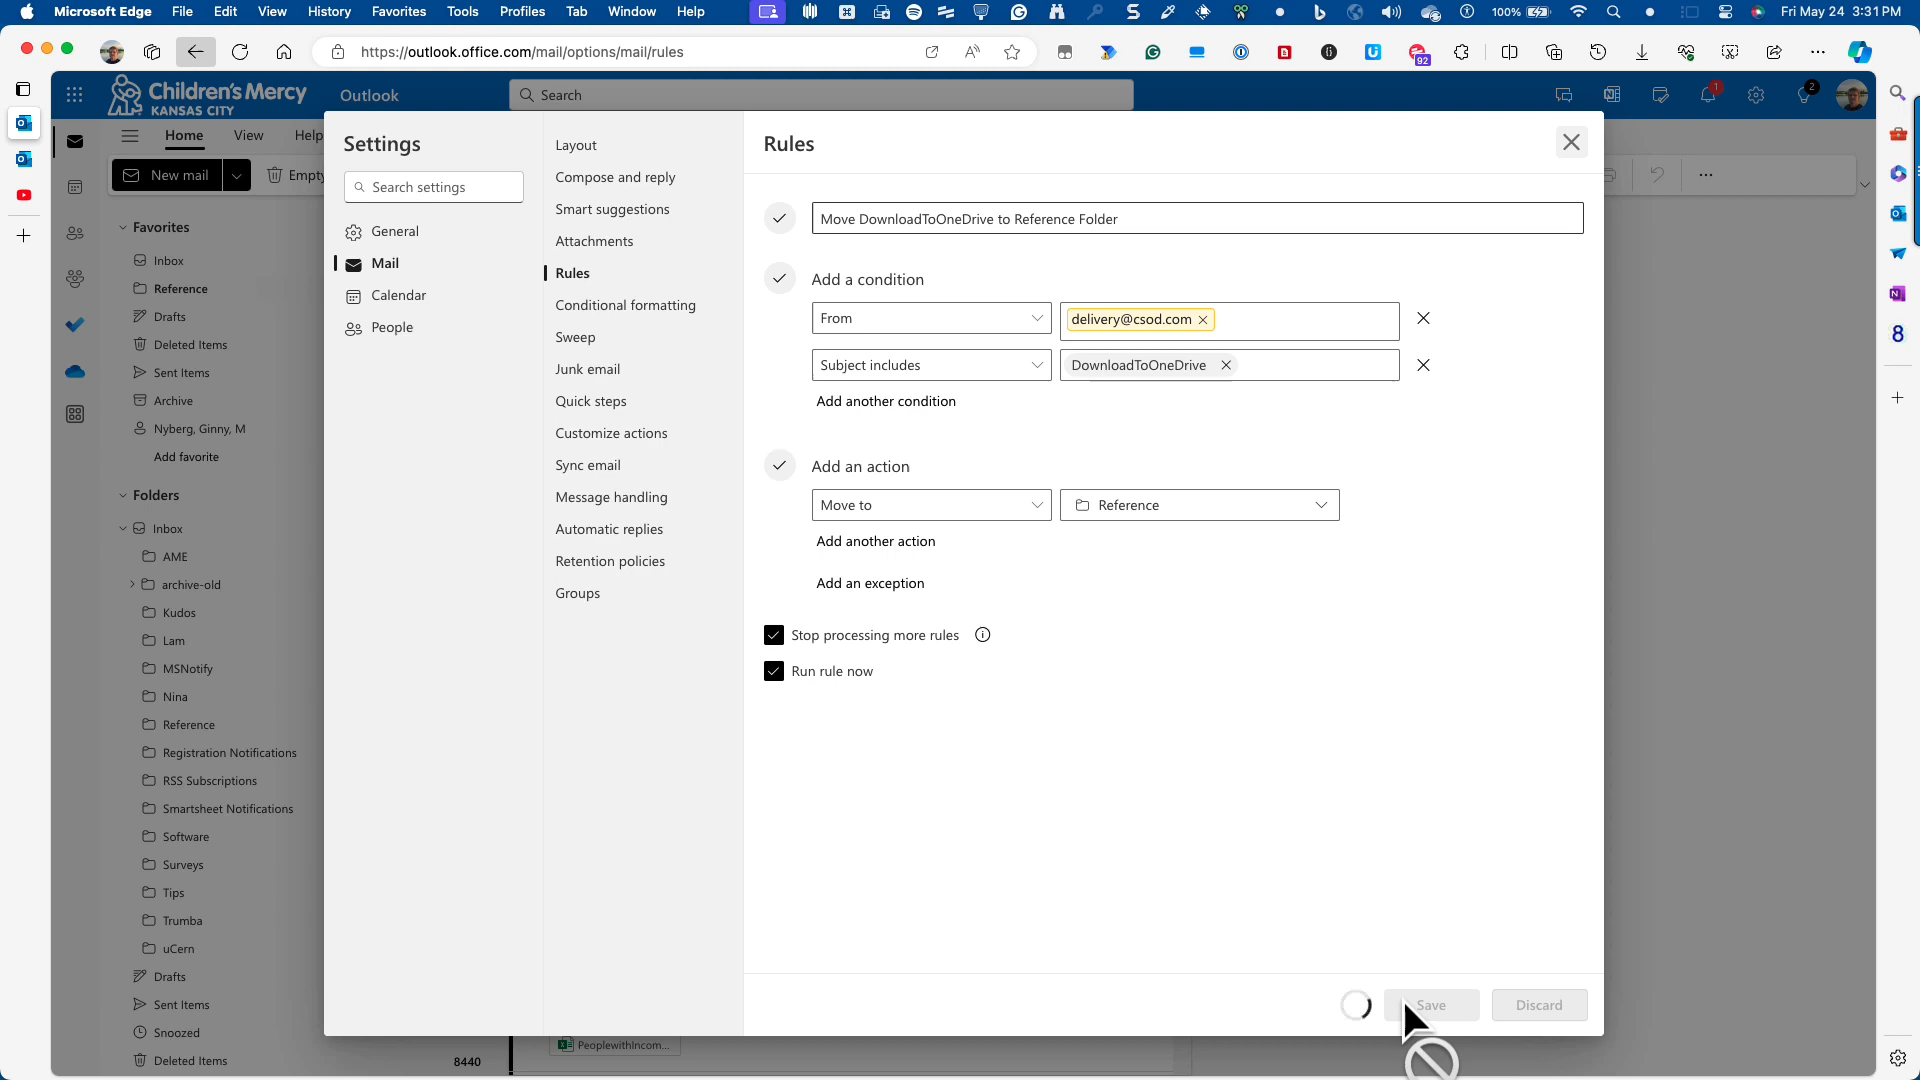 Microsoft Edge File Edit View History Favorites Tools Profiles Tab Window Help 100% Fri May 24 3:31 PM
https://outlook.office.com/mail/options/mail/rules
92
Children's Mercy
KANSAS CITY
Outlook
Search
1
2
Home View Help
New mail
Empty
Favorites
Inbox
Reference
Drafts
Deleted Items
Sent Items
Archive
Nyberg, Ginny, M
Add favorite
Folders
Inbox
AME
archive-old
Kudos
Lam
MSNotify
Nina
Reference
Registration Notifications
RSS Subscriptions
Smartsheet Notifications
Software
Surveys
Tips
Trumba
uCern
Drafts
Sent Items
Snoozed
Deleted Items 8440
Settings
Search settings
General
Mail
Calendar
People
Layout
Compose and reply
Smart suggestions
Attachments
Rules
Conditional formatting
Sweep
Junk email
Quick steps
Customize actions
Sync email
Message handling
Automatic replies
Retention policies
Groups
Rules
Move DownloadToOneDrive to Reference Folder
Add a condition
From delivery@csod.com
Subject includes DownloadToOneDrive
Add another condition
Add an action
Move to Reference
Add another action
Add an exception
Stop processing more rules
Run rule now
Save Discard
PeoplewithIncom...
8